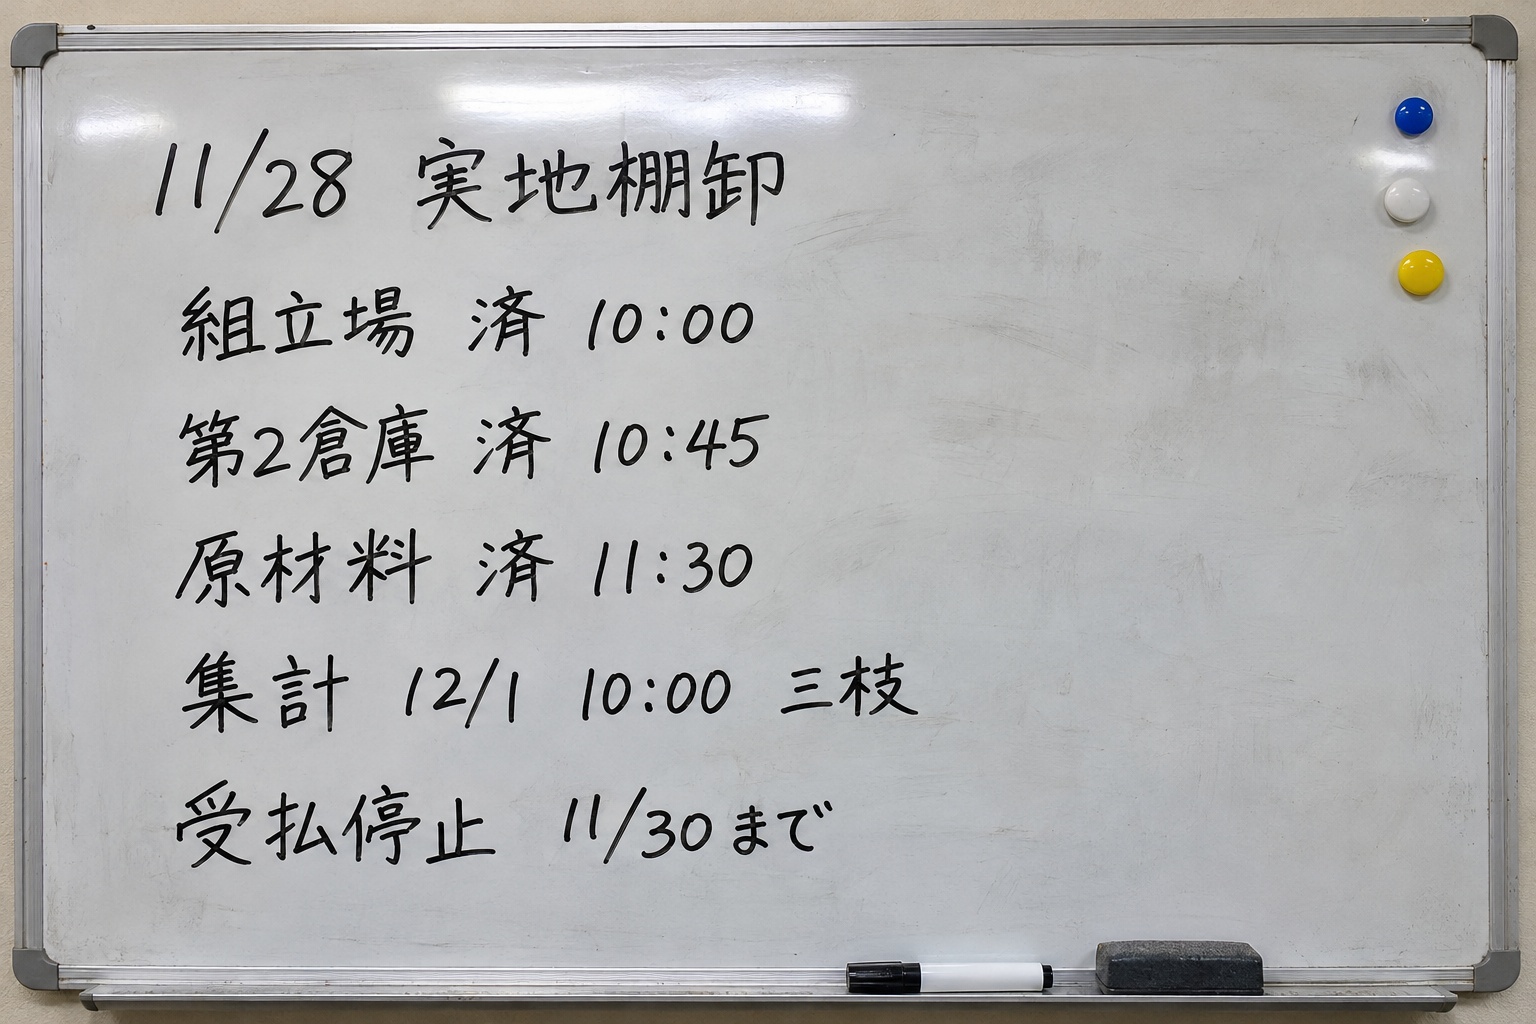 11/28 実地棚卸
組立場 済 10:00
第2倉庫 済 10:45
原材料 済 11:30
集計 12/1 10:00 三枝
受払停止 11/30まで